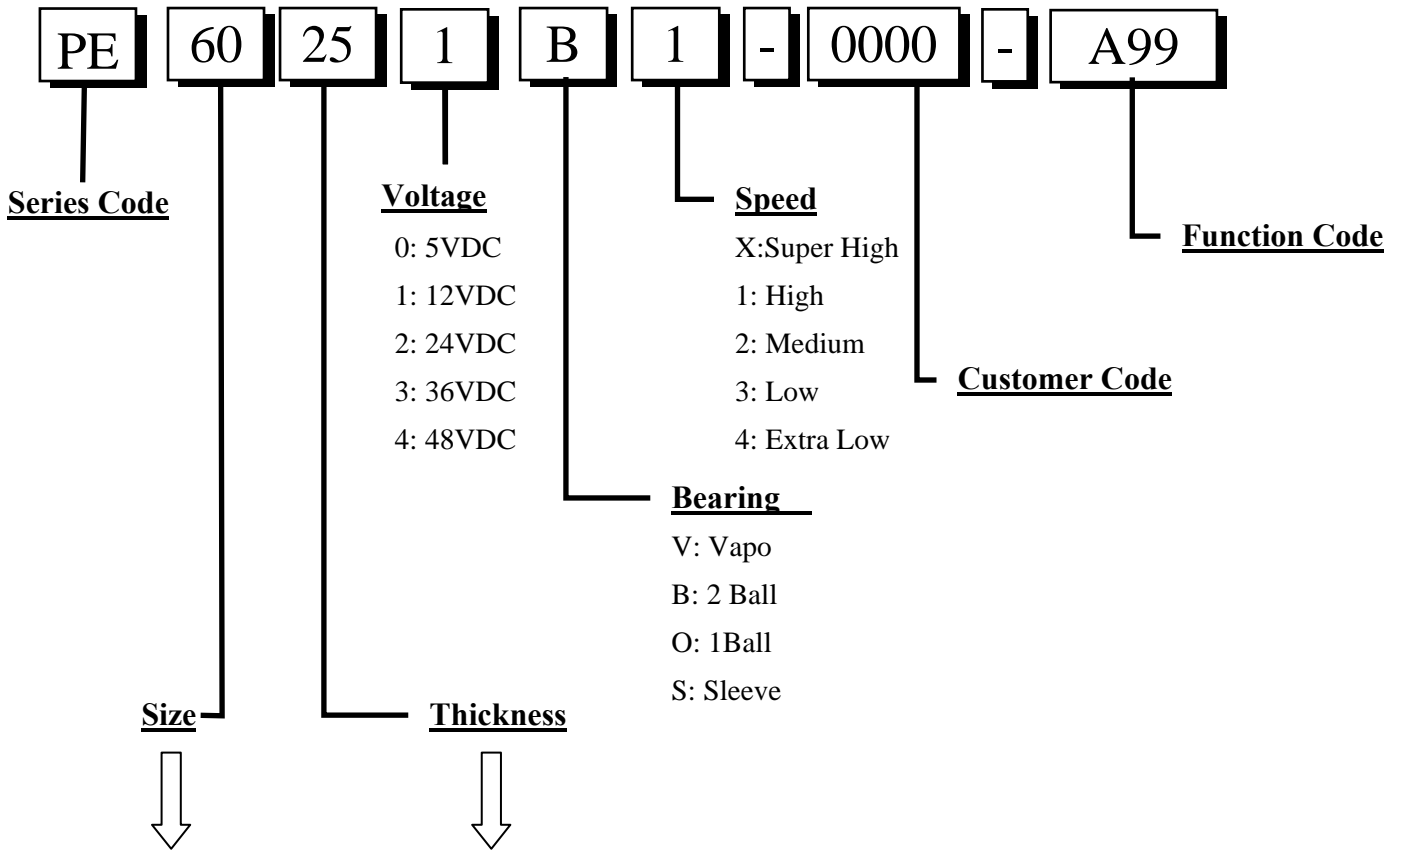 PE 60 25 1 B 1 - 0000 - A99
Series Code
Voltage
0: 5VDC
1: 12VDC
2: 24VDC
3: 36VDC
4: 48VDC
Speed
X:Super High
1: High
2: Medium
3: Low
4: Extra Low
Function Code
Customer Code
Bearing
V: Vapo
B: 2 Ball
O: 1Ball
S: Sleeve
Size
Thickness